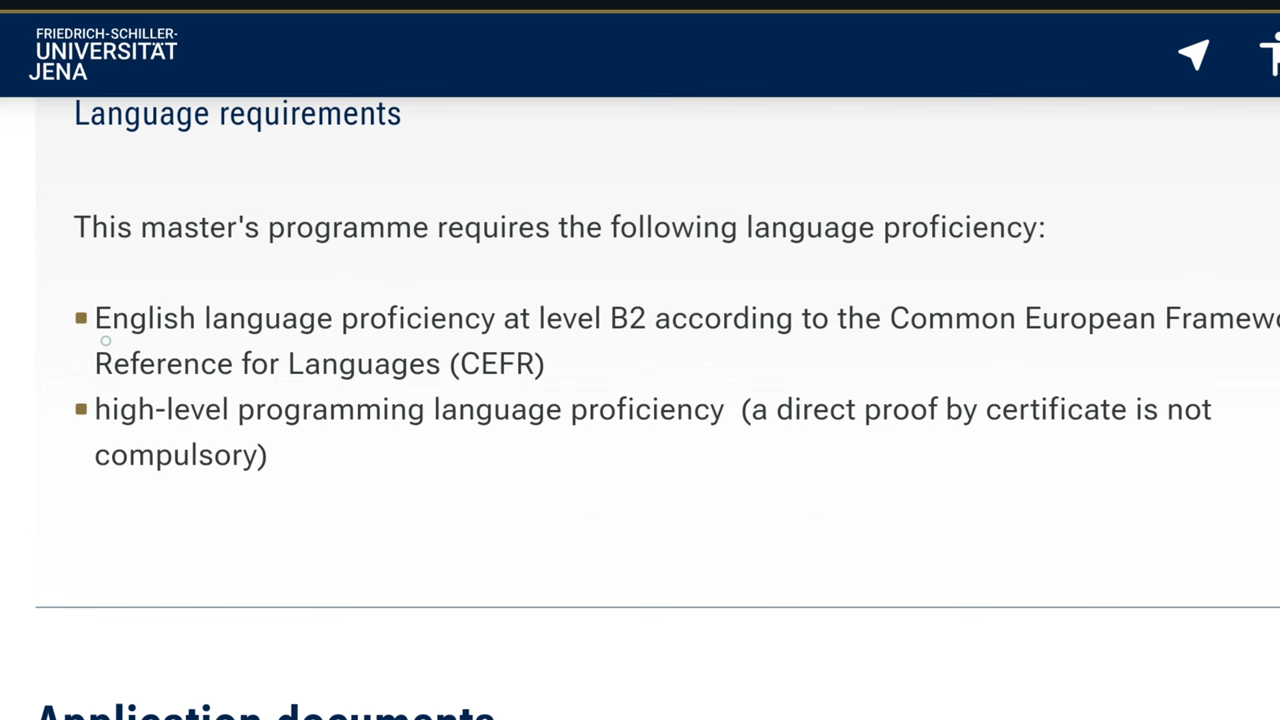 FRIEDRICH-SCHILLER-
UNIVERSITÄT
JENA
Language requirements
This master's programme requires the following language proficiency:
English language proficiency at level B2 according to the Common European
Reference for Languages (CEFR)
high-level programming language proficiency (a direct proof by certificate is not
compulsory)
Application documents